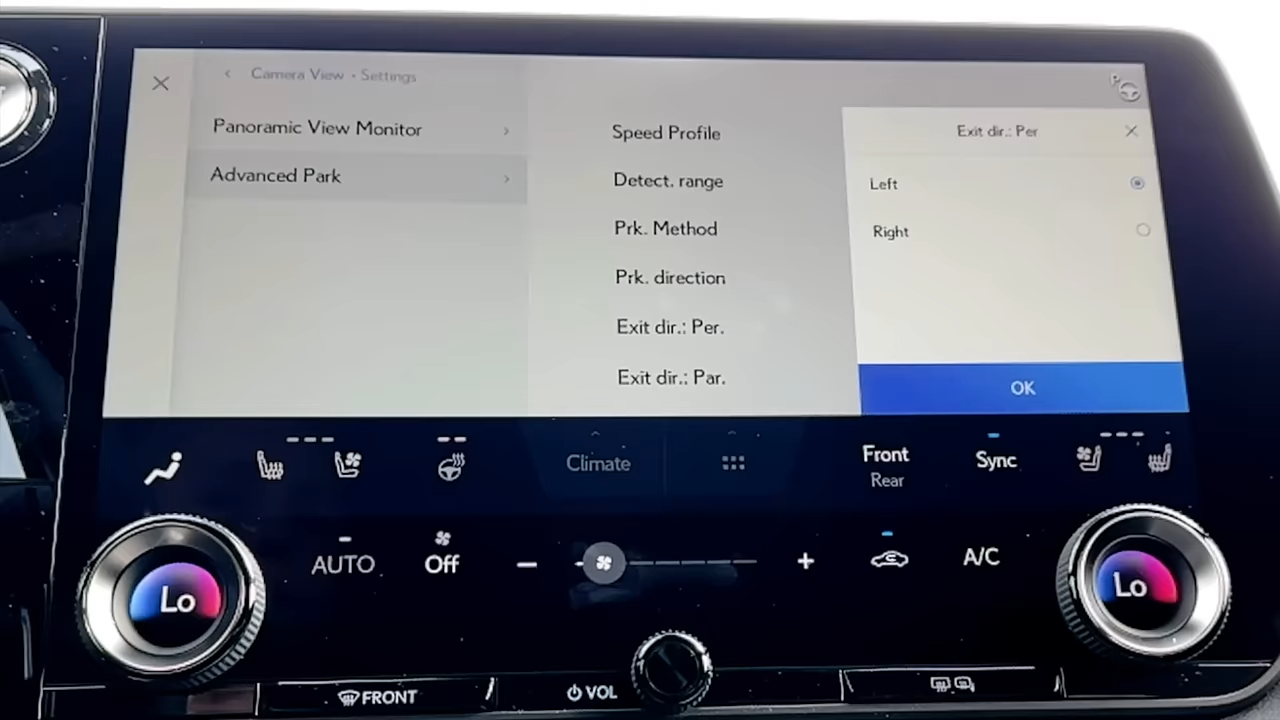 Camera View • Settings
Panoramic View Monitor
Advanced Park
Speed Profile
Detect. range
Prk. Method
Prk. direction
Exit dir.: Per.
Exit dir.: Par.
Exit dir.: Per
Left
Right
OK
P
Climate
Front
Rear
Sync
AUTO
Off
A/C
Lo
Lo
FRONT
VOL